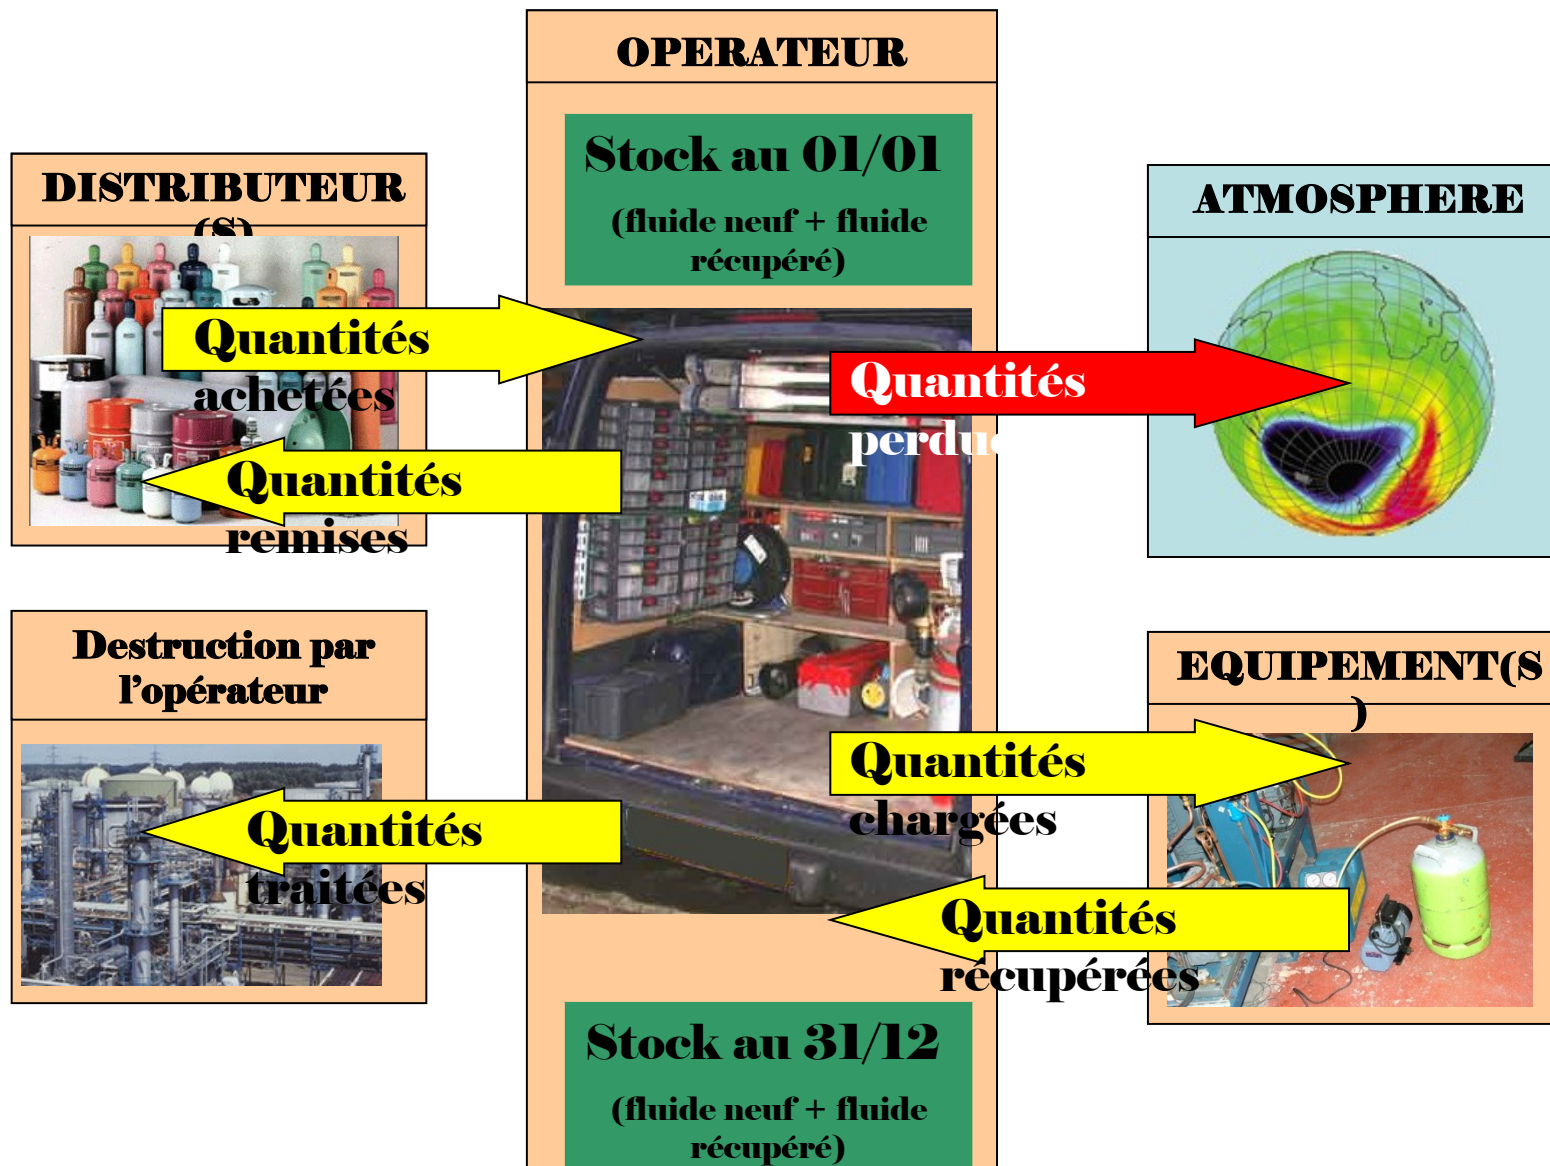 OPERATEUR
Stock au 01/01
(fluide neuf + fluide
récupéré)
DISTRIBUTEUR
(S)
Quantités
achetées
Quantités
remises
ATMOSPHERE
Quantités
perdue
Destruction par
l’opérateur
Quantités
traitées
EQUIPEMENT(S
)
Quantités
chargées
Quantités
récupérées
Stock au 31/12
(fluide neuf + fluide
récupéré)